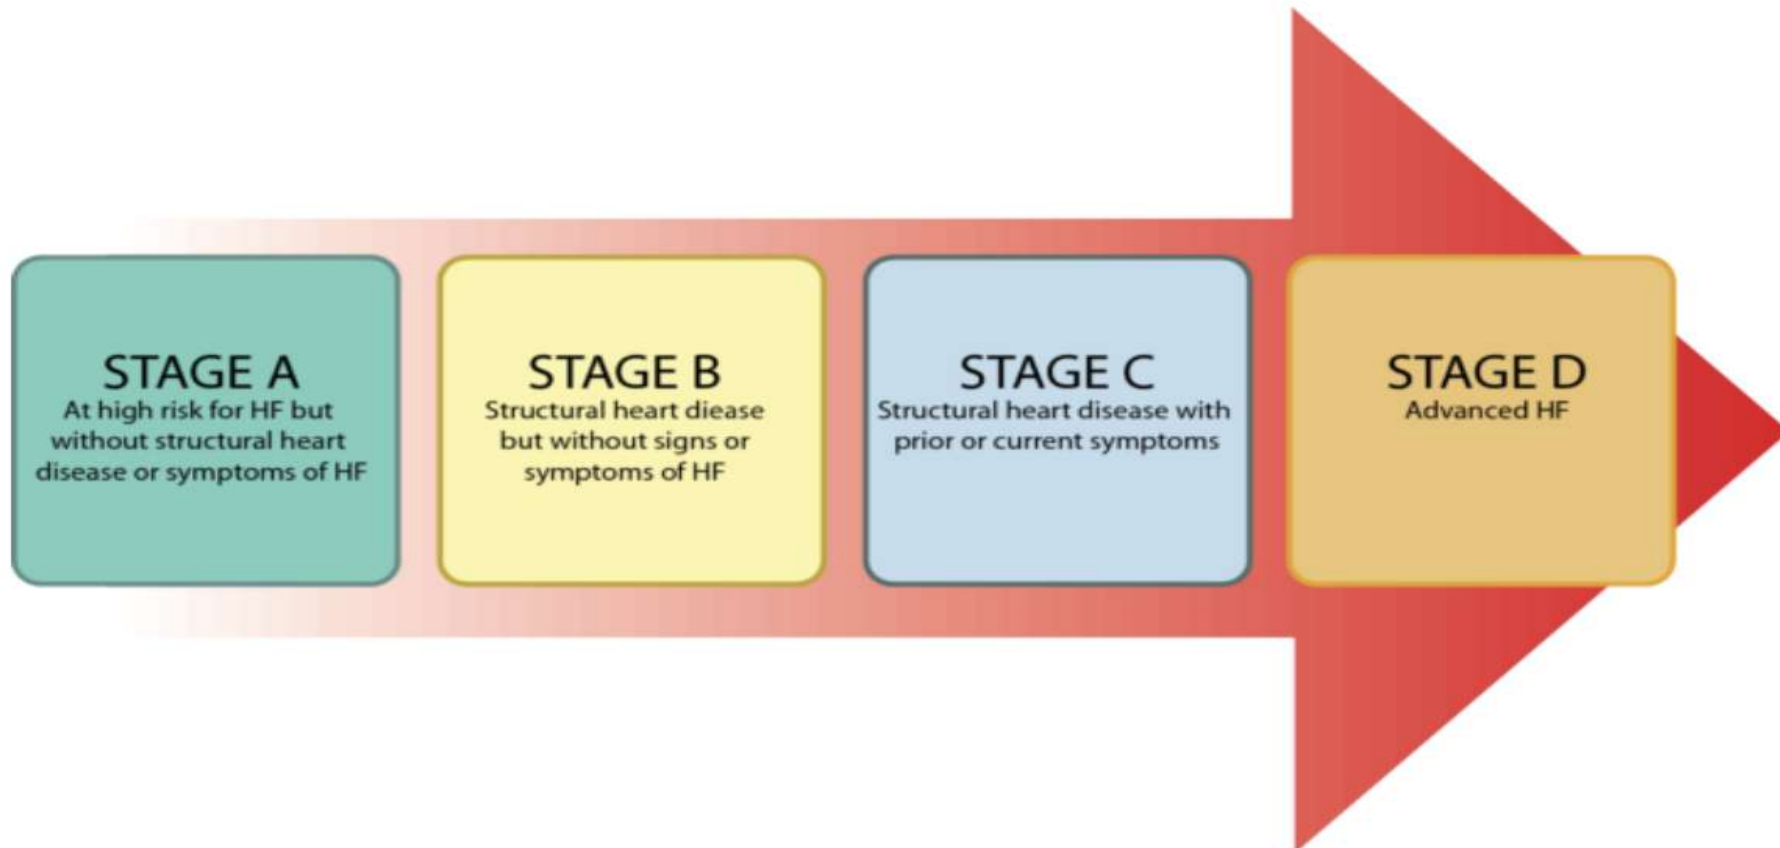 STAGE A
At high risk for HF but
without structural heart
disease or symptoms of HF
STAGE B
Structural heart diease
but without signs or
symptoms of HF
STAGE C
Structural heart disease with
prior or current symptoms
STAGE D
Advanced HF